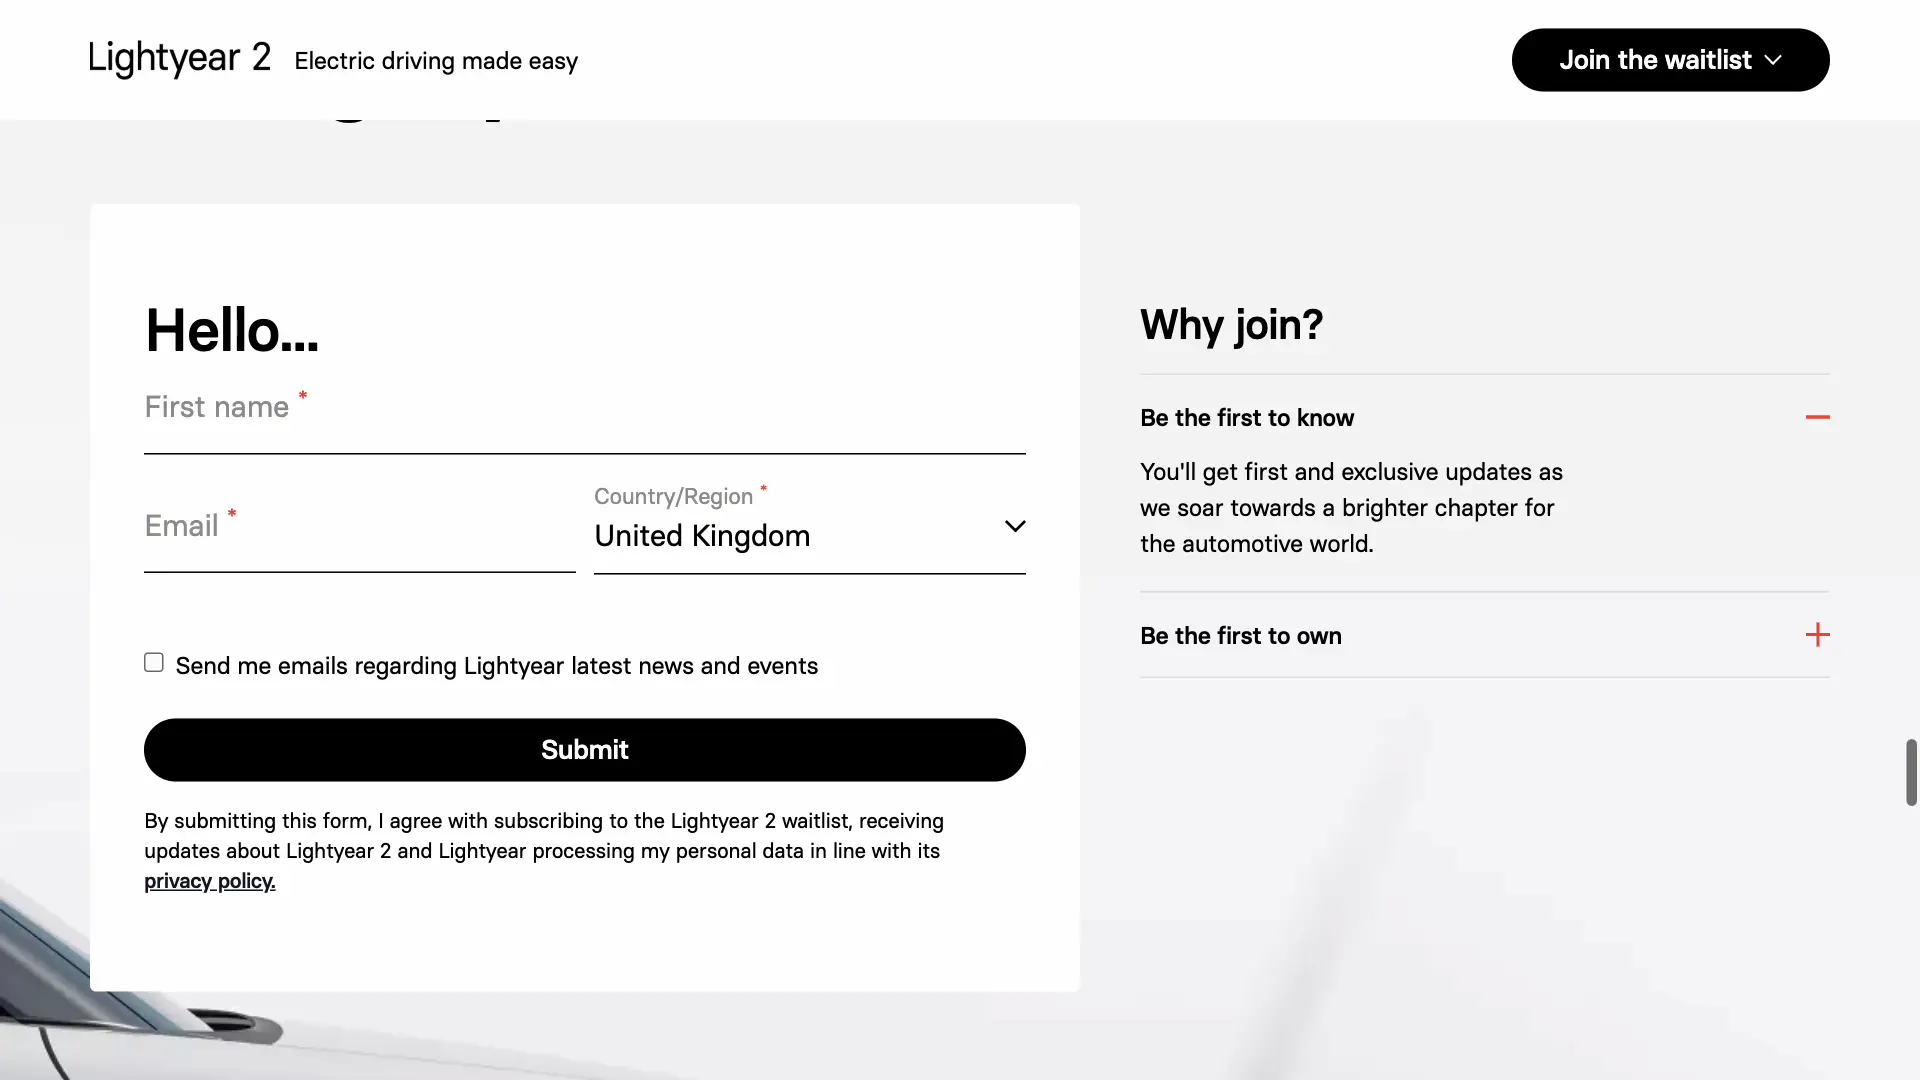 Lightyear 2 Electric driving made easy
Join the waitlist
Hello...
First name *
Email *
Country/Region *
United Kingdom
Send me emails regarding Lightyear latest news and events
Submit
By submitting this form, I agree with subscribing to the Lightyear 2 waitlist, receiving
updates about Lightyear 2 and Lightyear processing my personal data in line with its
privacy policy.
Why join?
Be the first to know
You'll get first and exclusive updates as
we soar towards a brighter chapter for
the automotive world.
Be the first to own